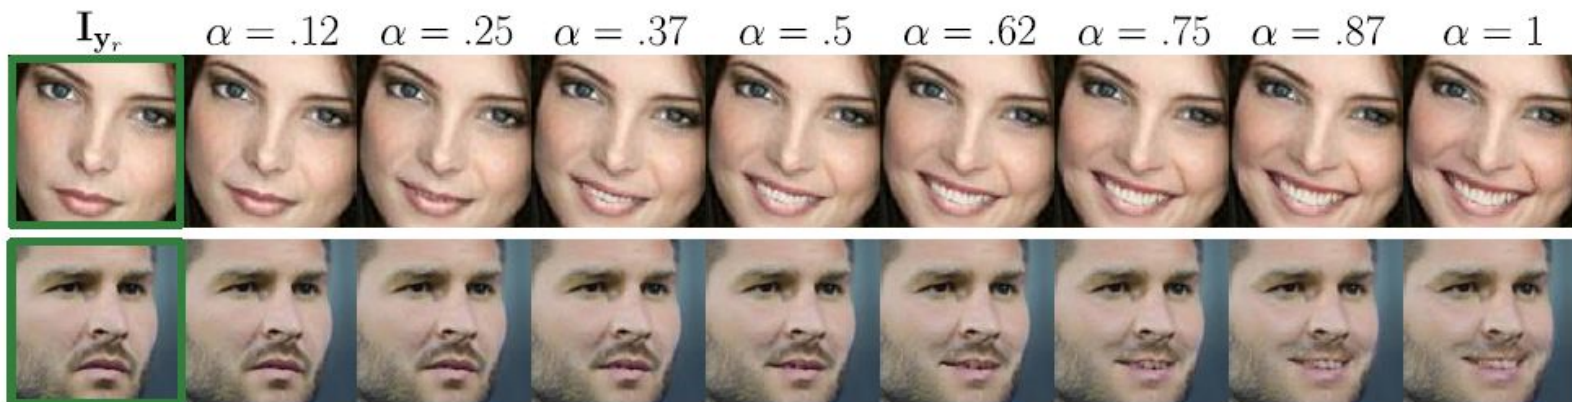 I_{y_r} α = .12 α = .25 α = .37 α = .5 α = .62 α = .75 α = .87 α = 1